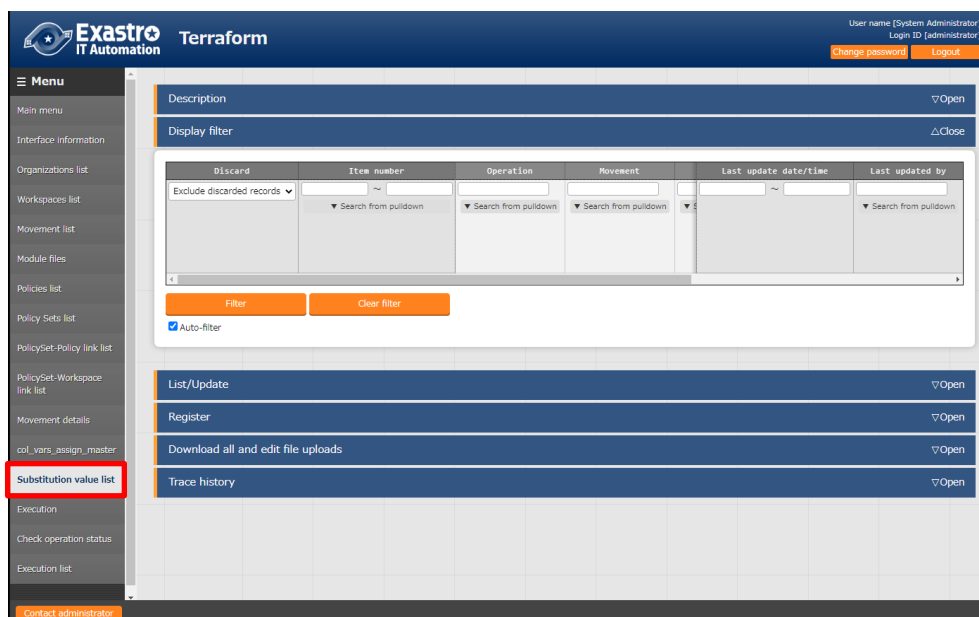 Exastro
IT Automation
Terraform
User name [System Administrator
Login ID [administrator
Change password
Logout
☰ Menu
Main menu
Interface information
Organizations list
Workspaces list
Movement list
Module files
Policies list
Policy Sets list
PolicySet-Policy link list
PolicySet-Workspace
link list
Movement details
col_vars_assign_master
Substitution value list
Execution
Check operation status
Execution list
Contact administrator
Description ▽Open
Display filter △Close
Discard Item number Operation Movement Last update date/time Last updated by
Exclude discarded records ~ ~
▼ Search from pulldown ▼ Search from pulldown ▼ Search from pulldown ▼ S ▼ Search from pulldown
Filter Clear filter
Auto-filter
List/Update ▽Open
Register ▽Open
Download all and edit file uploads ▽Open
Trace history ▽Open